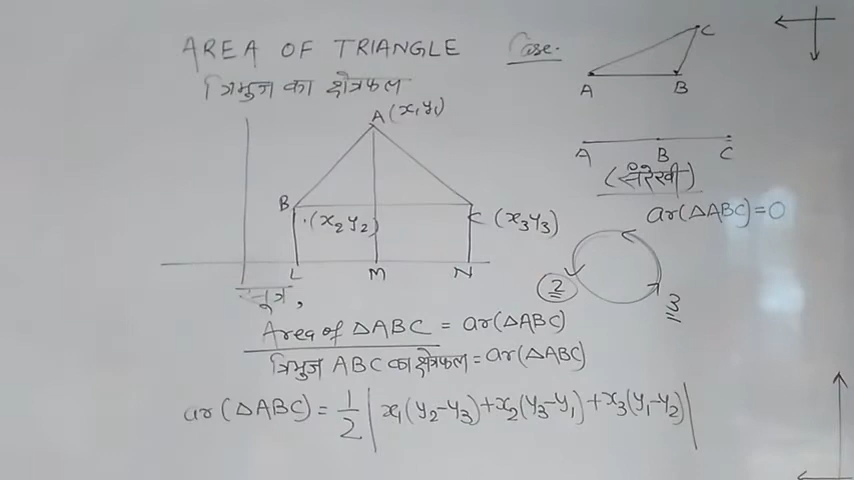 AREA OF TRIANGLE
त्रिभुज का क्षेत्रफल
A(x₁y₁)
B
(x₂y₂)
C (x₃y₃)
L M N
Case.
C
A B
A B C
(संरेखी)
ar(△ABC)=0
2
3
सूत्र,
Area of △ABC = ar(△ABC)
त्रिभुज ABC का क्षेत्रफल = ar(△ABC)
ar(△ABC) = 1/2 | x₁(y₂-y₃)+x₂(y₃-y₁)+x₃(y₁-y₂) |